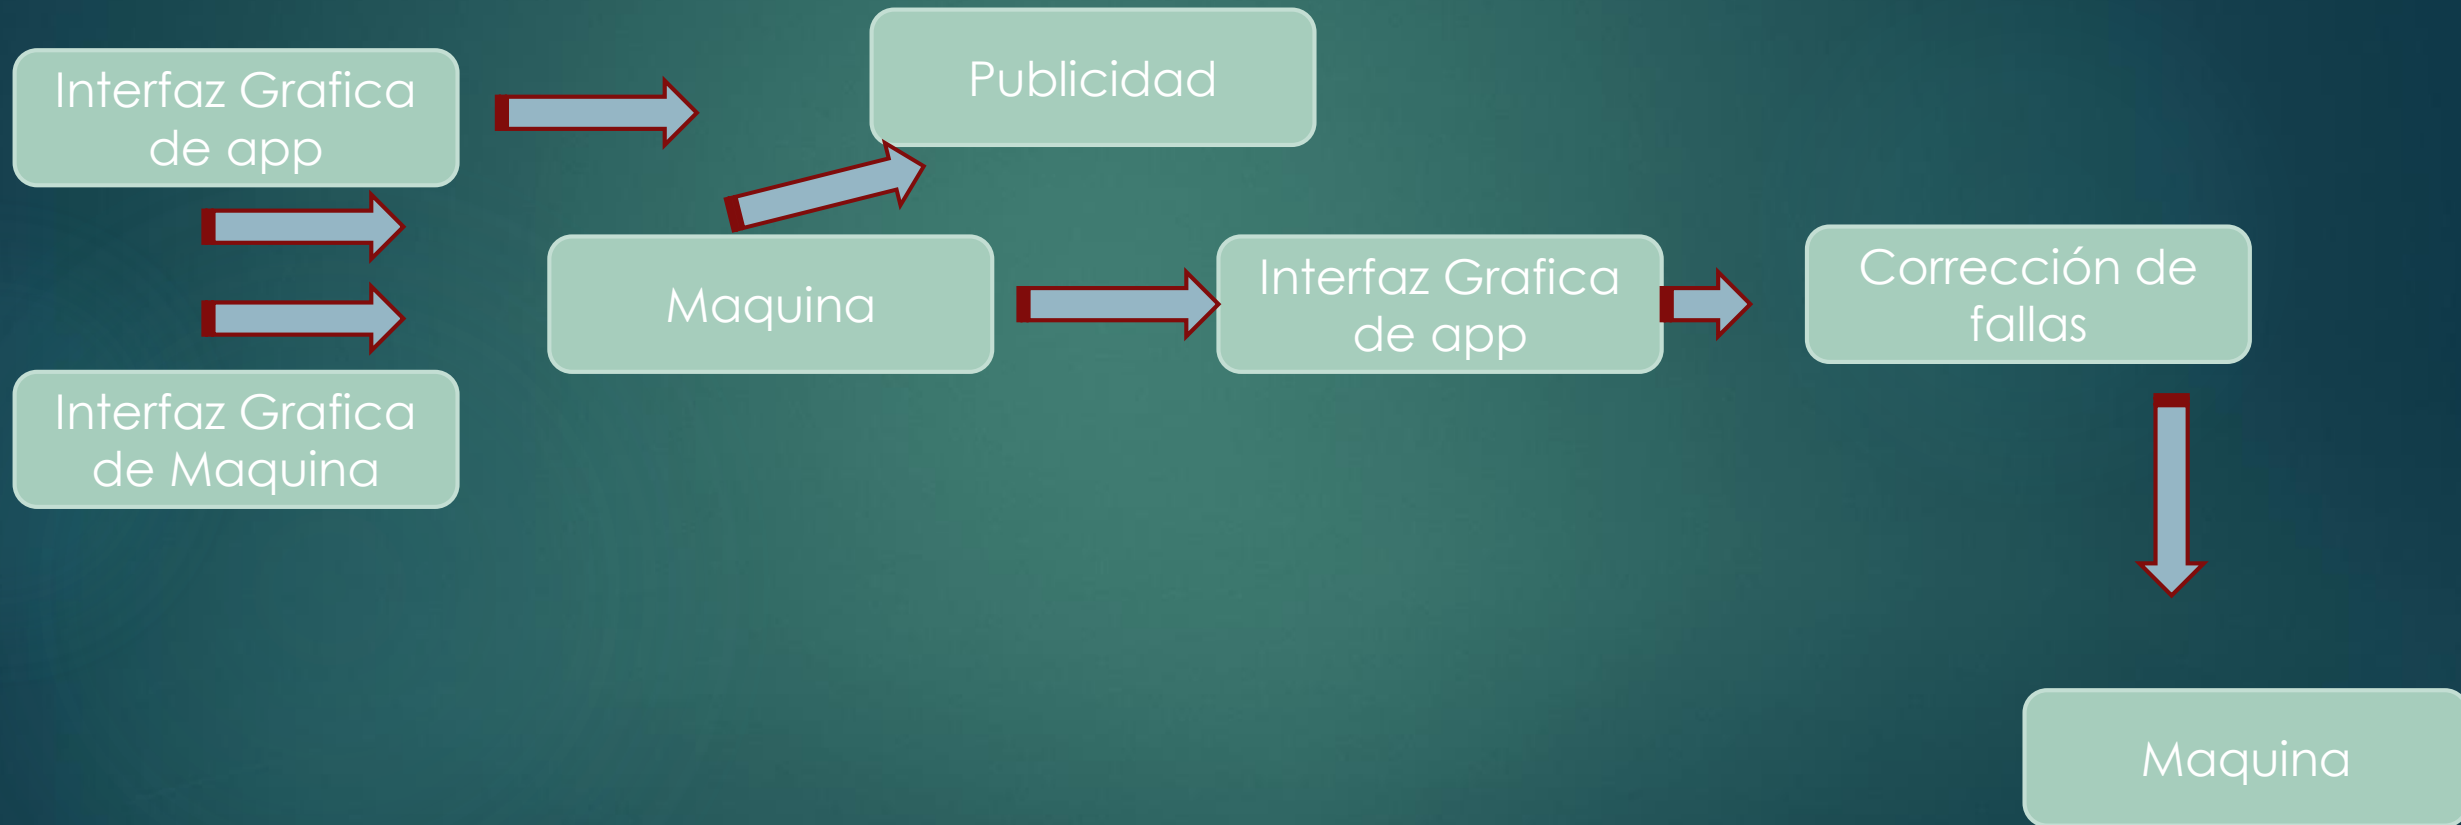 Interfaz Grafica
de app
Publicidad
Interfaz Grafica
de Maquina
Maquina
Interfaz Grafica
de app
Corrección de
fallas
Maquina